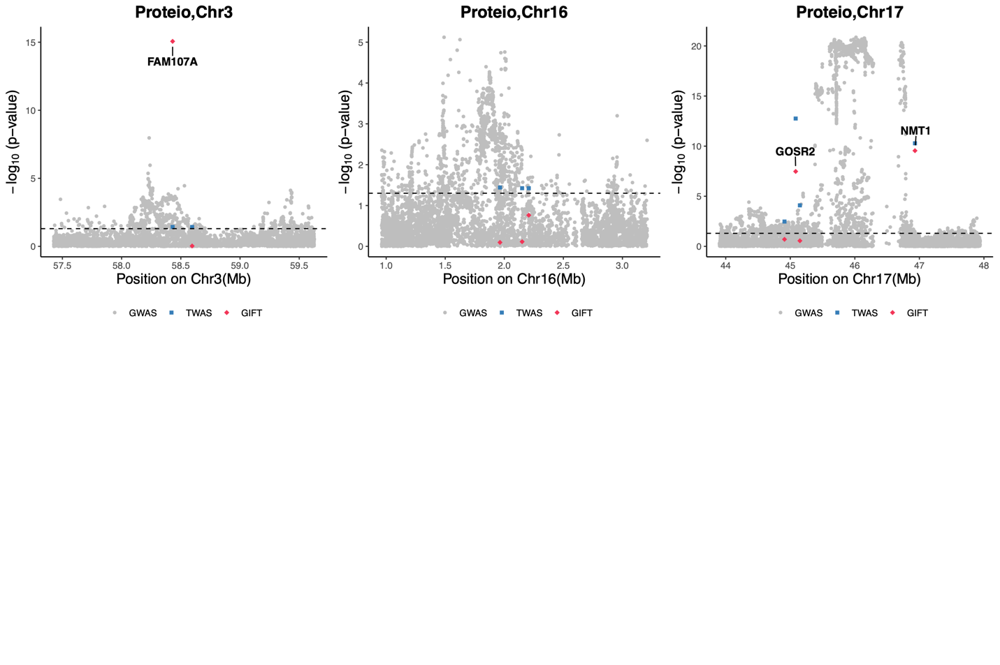 Proteio,Chr3
− log10 (p−value)
15
10
5
0
FAM107A
57.5 58.0 58.5 59.0 59.5
Position on Chr3(Mb)
GWAS TWAS GIFT
Proteio,Chr16
− log10 (p−value)
5
4
3
2
1
0
1.0 1.5 2.0 2.5 3.0
Position on Chr16(Mb)
GWAS TWAS GIFT
Proteio,Chr17
− log10 (p−value)
20
15
10
5
0
NMT1
GOSR2
44 45 46 47 48
Position on Chr17(Mb)
GWAS TWAS GIFT